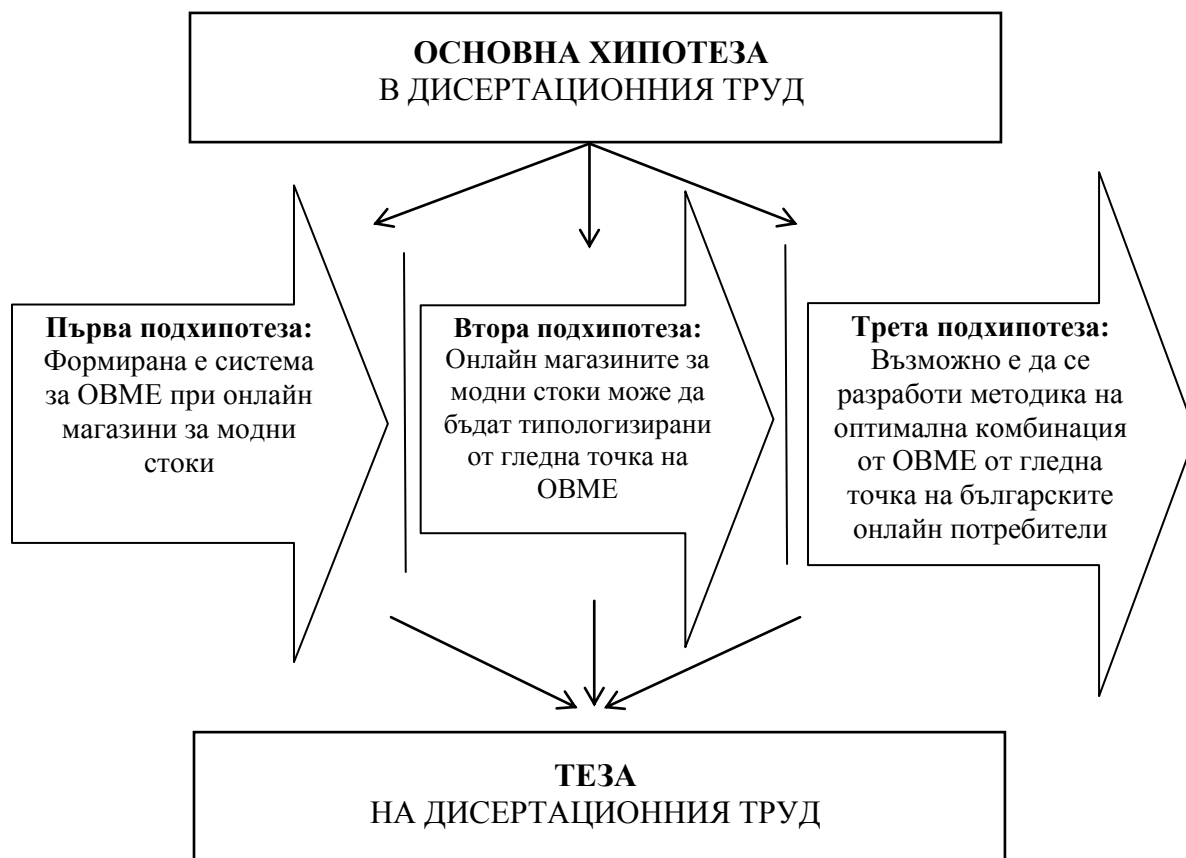 ОСНОВНА ХИПОТЕЗА
В ДИСЕРТАЦИОННИЯ ТРУД
Първа подхипотеза:
Формирана е система
за ОВМЕ при онлайн
магазини за модни
стоки
Втора подхипотеза:
Онлайн магазините за
модни стоки може да
бъдат типологизирани
от гледна точка на
ОВМЕ
Трета подхипотеза:
Възможно е да се
разработи методика на
оптимална комбинация
от ОВМЕ от гледна
точка на българските
онлайн потребители
ТЕЗА
НА ДИСЕРТАЦИОННИЯ ТРУД